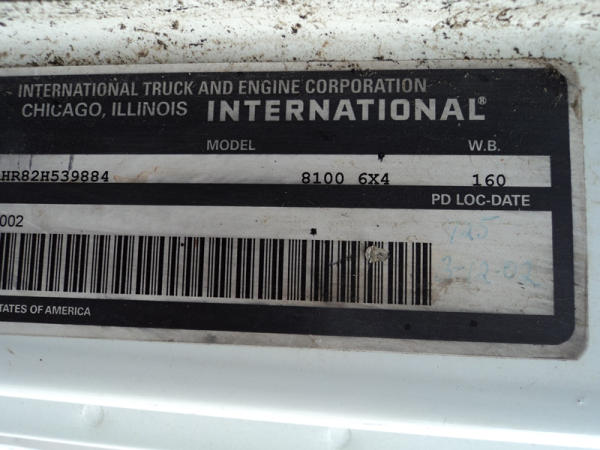 INTERNATIONAL TRUCK AND ENGINE CORPORATION
CHICAGO, ILLINOIS INTERNATIONAL®
MODEL W.B.
HR82H539884 8100 6X4 160
PD LOC-DATE
002
STATES OF AMERICA